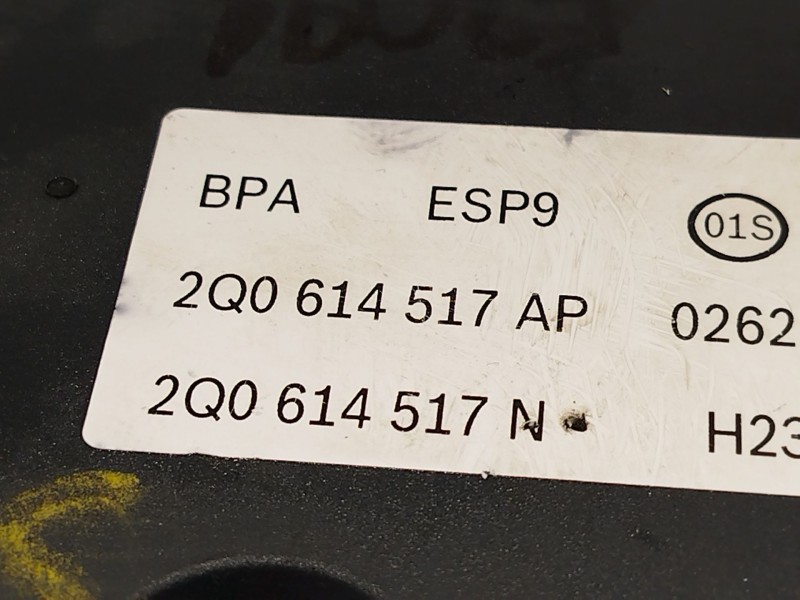 BPA ESP9 01S
2Q0 614 517 AP 0262
2Q0 614 517 N H23